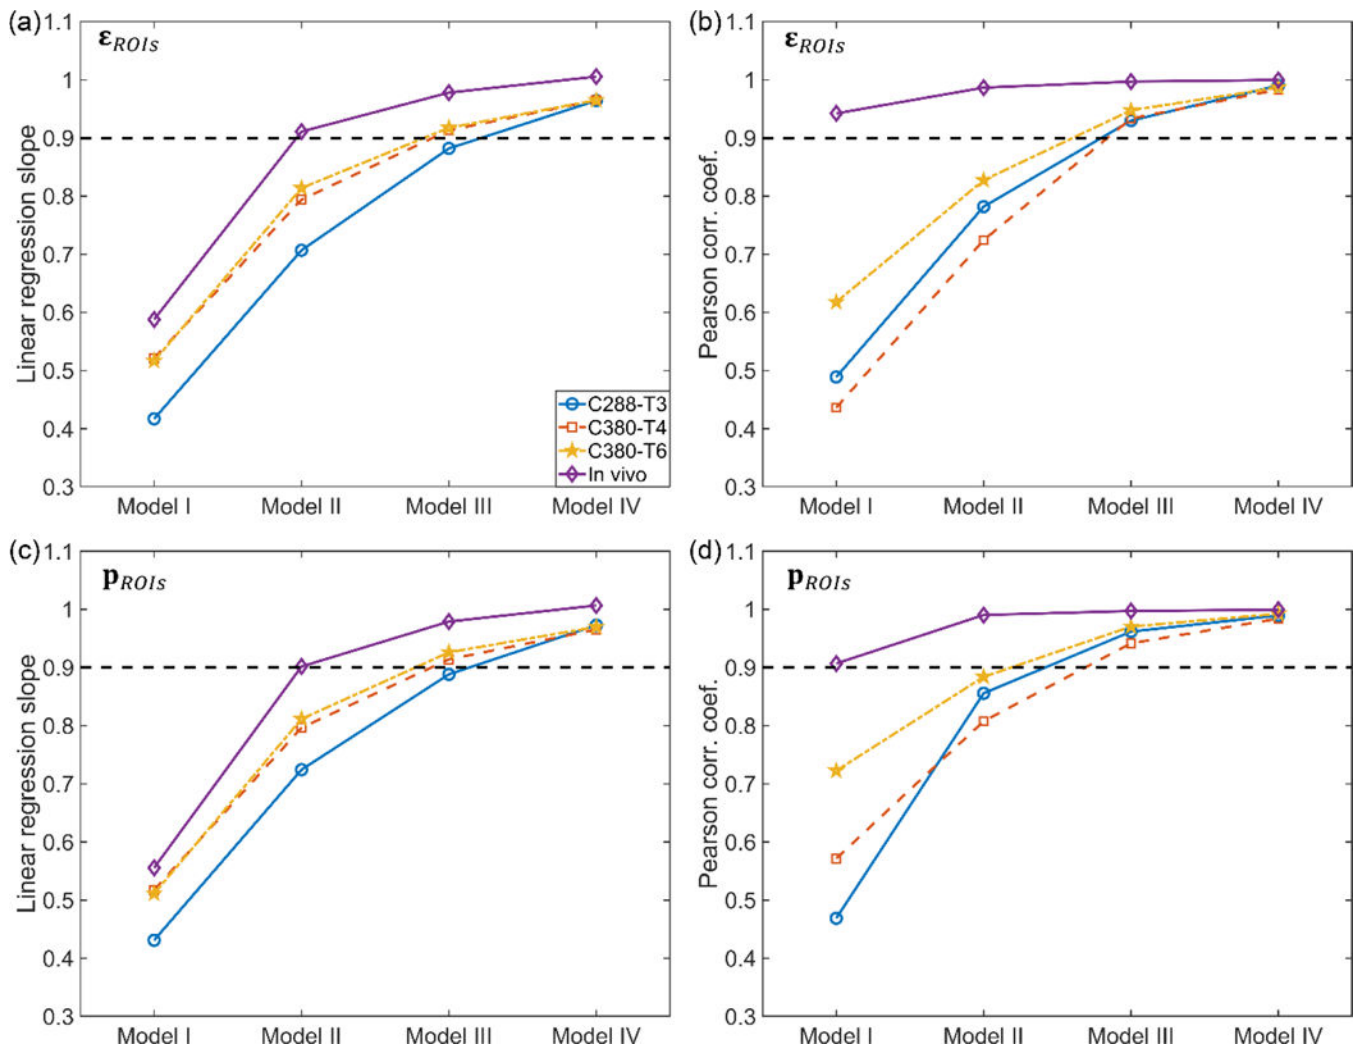 (a)
ε_ROIs
Linear regression slope
1.1
1
0.9
0.8
0.7
0.6
0.5
0.4
0.3
Model I Model II Model III Model IV
C288-T3
C380-T4
C380-T6
In vivo
(b)
ε_ROIs
Pearson corr. coef.
1.1
1
0.9
0.8
0.7
0.6
0.5
0.4
0.3
Model I Model II Model III Model IV
(c)
p_ROIs
Linear regression slope
1.1
1
0.9
0.8
0.7
0.6
0.5
0.4
0.3
Model I Model II Model III Model IV
(d)
p_ROIs
Pearson corr. coef.
1.1
1
0.9
0.8
0.7
0.6
0.5
0.4
0.3
Model I Model II Model III Model IV